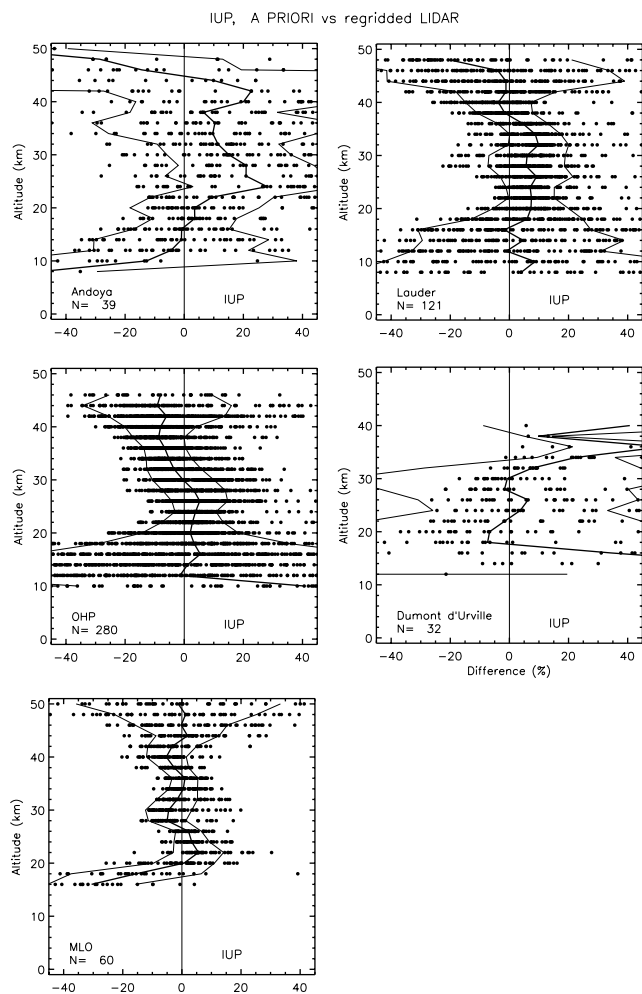 IUP, A PRIORI vs regridded LIDAR
50
40
30
20
10
0
Altitude (km)
Andoya
N= 39
IUP
-40 -20 0 20 40
50
40
30
20
10
0
Altitude (km)
Lauder
N= 121
IUP
-40 -20 0 20 40
50
40
30
20
10
0
Altitude (km)
OHP
N= 280
IUP
-40 -20 0 20 40
50
40
30
20
10
0
Altitude (km)
Dumont d'Urville
N= 32
IUP
-40 -20 0 20 40
Difference (%)
50
40
30
20
10
0
Altitude (km)
MLO
N= 60
IUP
-40 -20 0 20 40